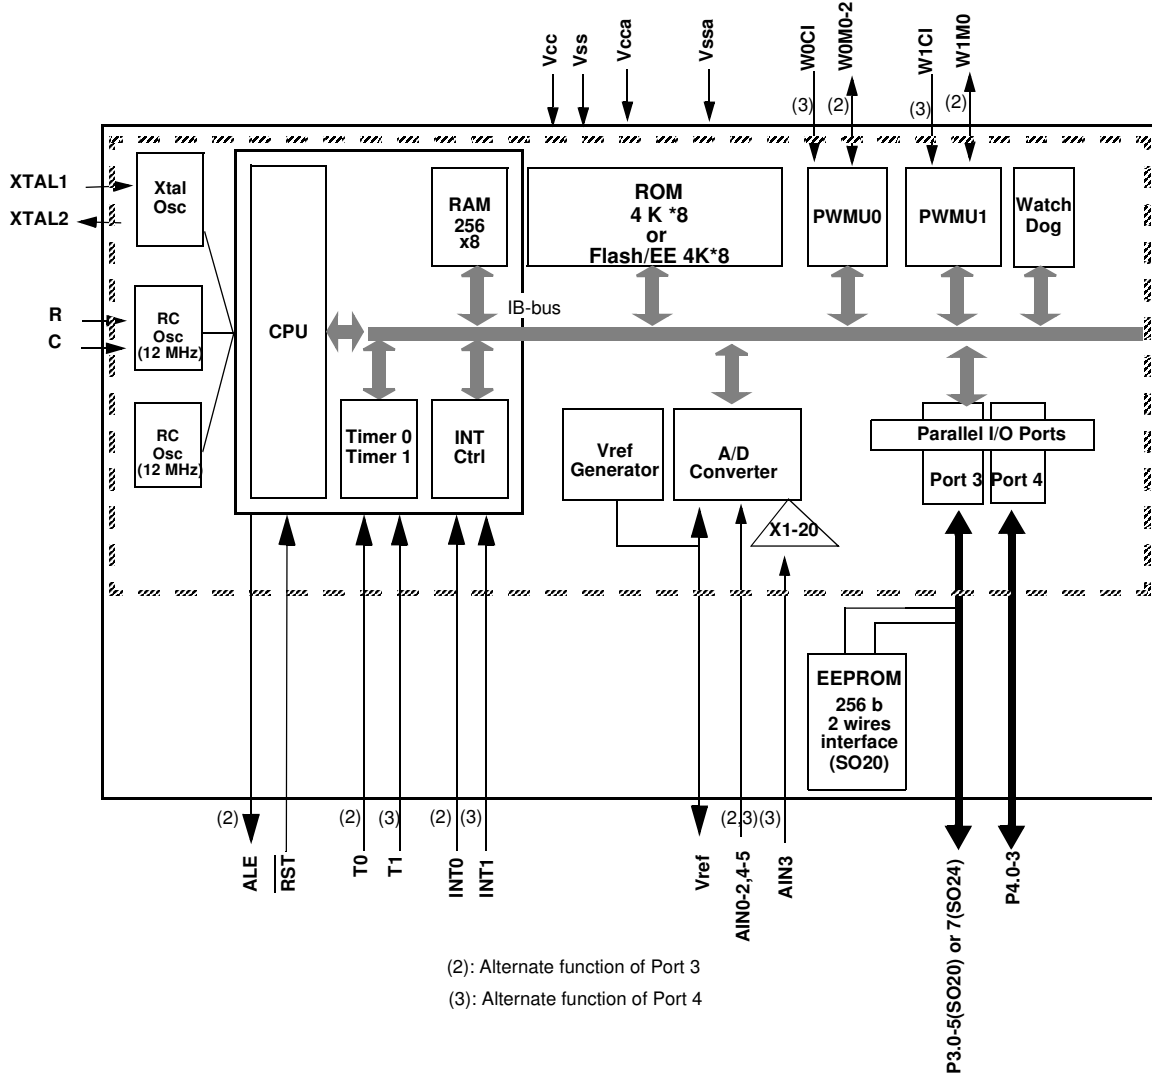 Vcc
Vss
Vcca
Vssa
W0CI
W0M0-2
W1CI
W1M0
(3)
(2)
(3)
(2)
XTAL1
XTAL2
Xtal
Osc
R
C
RC
Osc
(12 MHz)
RC
Osc
(12 MHz)
CPU
RAM
256
x8
ROM
4 K *8
or
Flash/EE 4K*8
PWMU0
PWMU1
Watch
Dog
IB-bus
Timer 0
Timer 1
INT
Ctrl
Vref
Generator
A/D
Converter
X1-20
Parallel I/O Ports
Port 3
Port 4
EEPROM
256 b
2 wires
interface
(SO20)
(2)
(2)
(3)
(2)
(3)
(2,3)
(3)
ALE
RST
T0
T1
INT0
INT1
Vref
AIN0-2,4-5
AIN3
P3.0-5(SO20) or 7(SO24)
P4.0-3
(2): Alternate function of Port 3
(3): Alternate function of Port 4